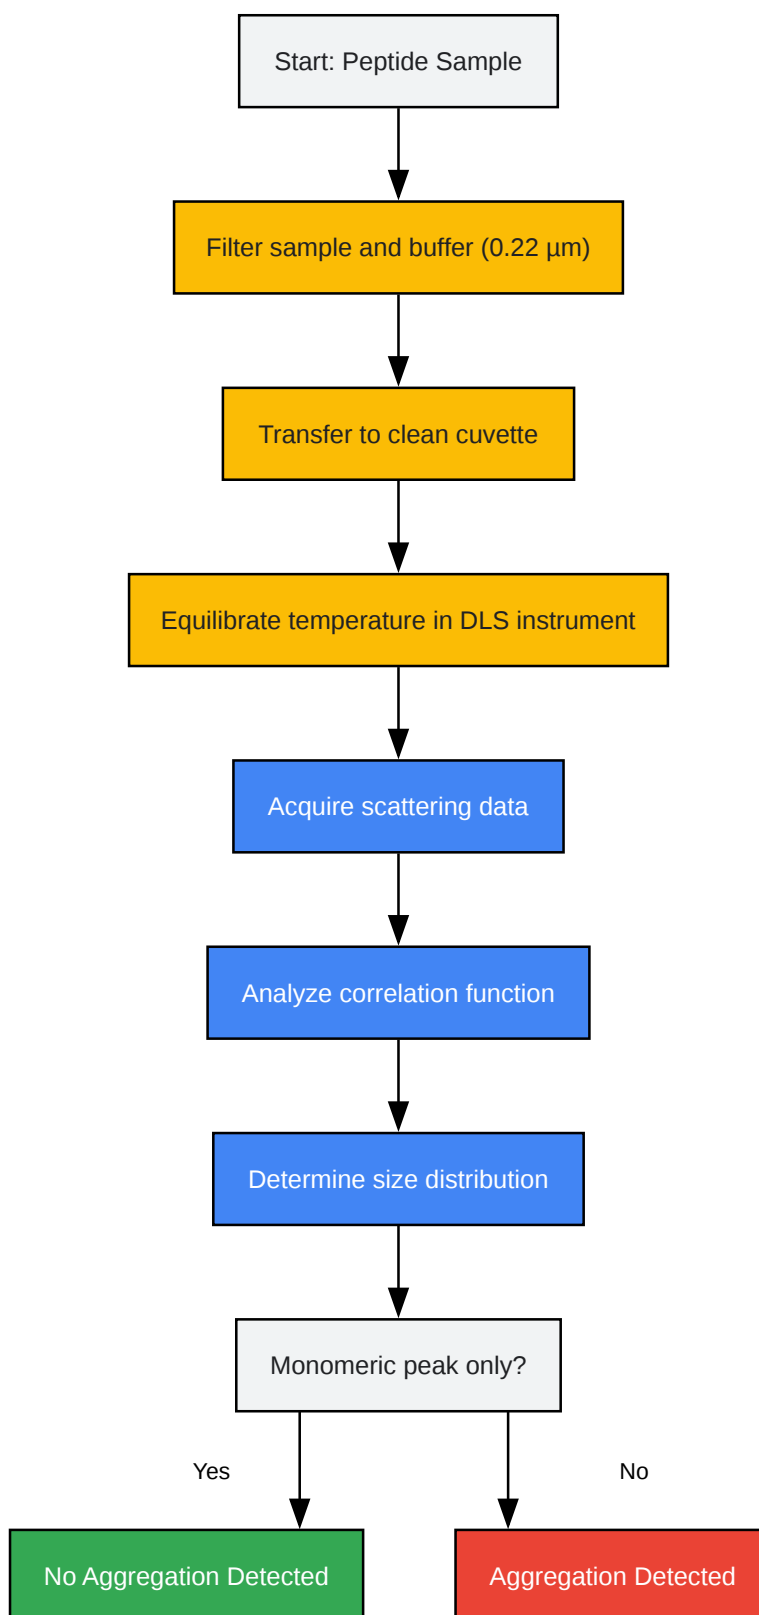 Start: Peptide Sample
Filter sample and buffer (0.22 µm)
Transfer to clean cuvette
Equilibrate temperature in DLS instrument
Acquire scattering data
Analyze correlation function
Determine size distribution
Monomeric peak only?
Yes
No
No Aggregation Detected
Aggregation Detected